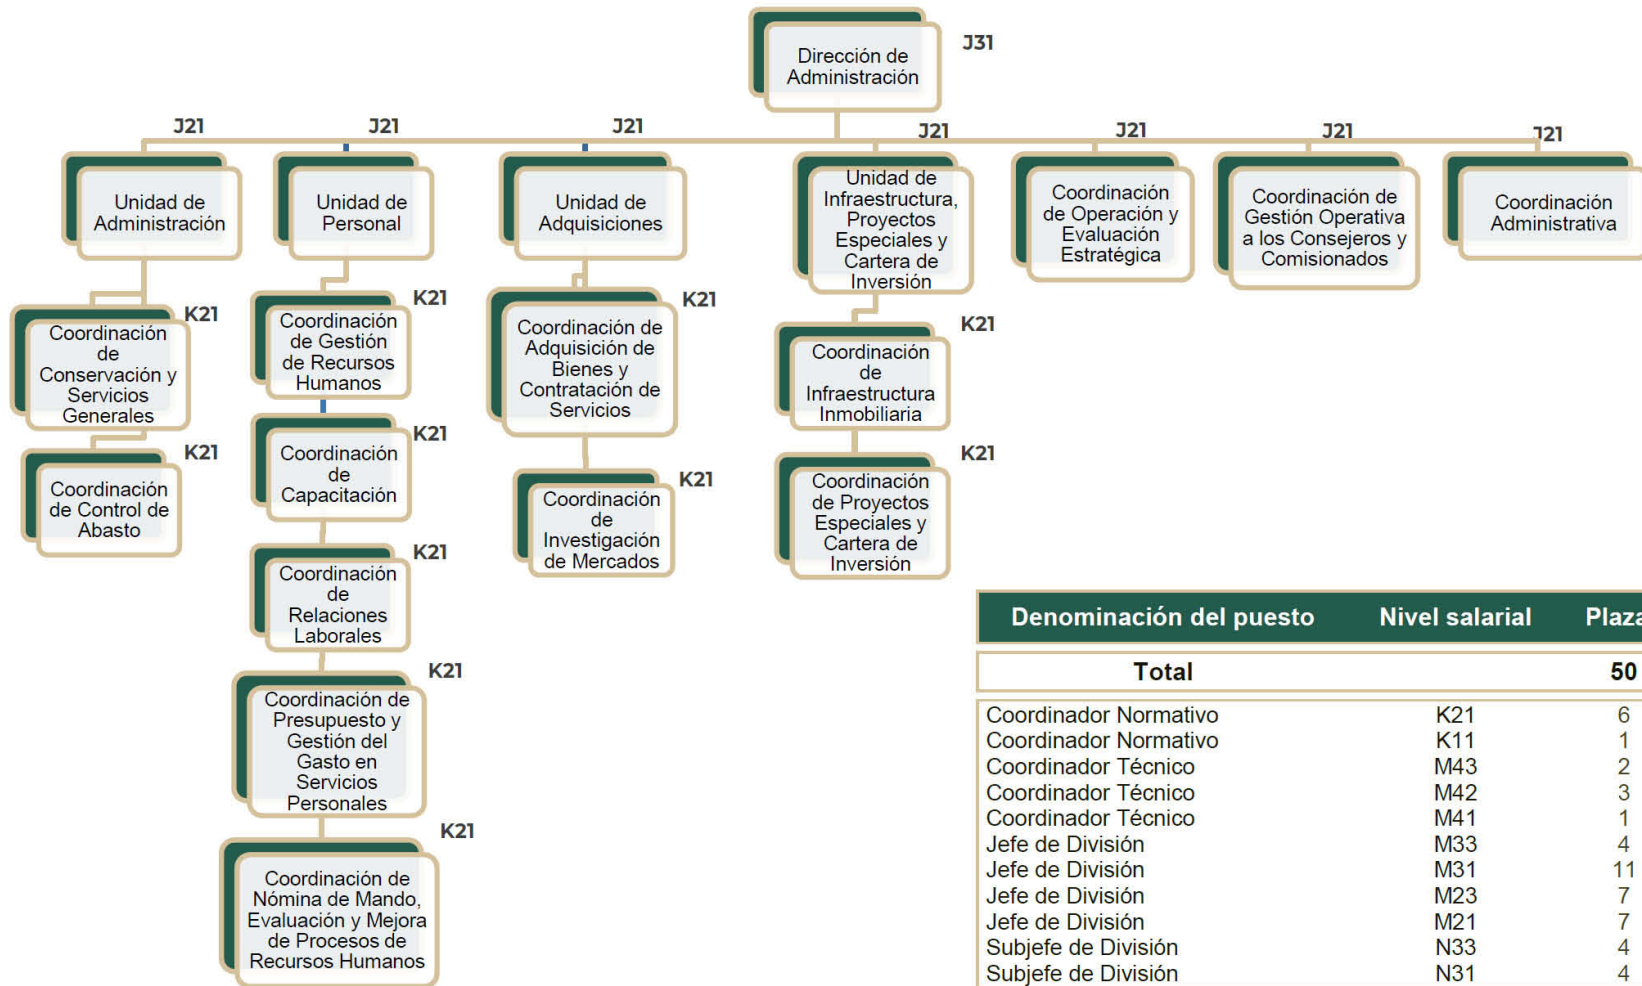 Dirección de
Administración
J31
J21
J21
J21
J21
J21
J21
J21
Unidad de
Administración
Unidad de
Personal
Unidad de
Adquisiciones
Unidad de
Infraestructura,
Proyectos
Especiales y
Cartera de
Inversión
Coordinación
de Operación y
Evaluación
Estratégica
Coordinación de
Gestión Operativa
a los Consejeros y
Comisionados
Coordinación
Administrativa
K21
Coordinación
de
Conservación y
Servicios
Generales
K21
Coordinación
de Control de
Abasto
K21
Coordinación
de Gestión
de Recursos
Humanos
K21
Coordinación
de
Capacitación
K21
Coordinación
de
Relaciones
Laborales
K21
Coordinación de
Presupuesto y
Gestión del
Gasto en
Servicios
Personales
K21
Coordinación de
Nómina de Mando,
Evaluación y Mejora
de Procesos de
Recursos Humanos
K21
Coordinación de
Adquisición de
Bienes y
Contratación de
Servicios
K21
Coordinación
de
Investigación
de Mercados
K21
Coordinación
de
Infraestructura
Inmobiliaria
K21
Coordinación
de Proyectos
Especiales y
Cartera de
Inversión
Denominación del puesto Nivel salarial
Total 50
Coordinador Normativo K21 6
Coordinador Normativo K11 1
Coordinador Técnico M43 2
Coordinador Técnico M42 3
Coordinador Técnico M41 1
Jefe de División M33 4
Jefe de División M31 11
Jefe de División M23 7
Jefe de División M21 7
Subjefe de División N33 4
Subjefe de División N31 4